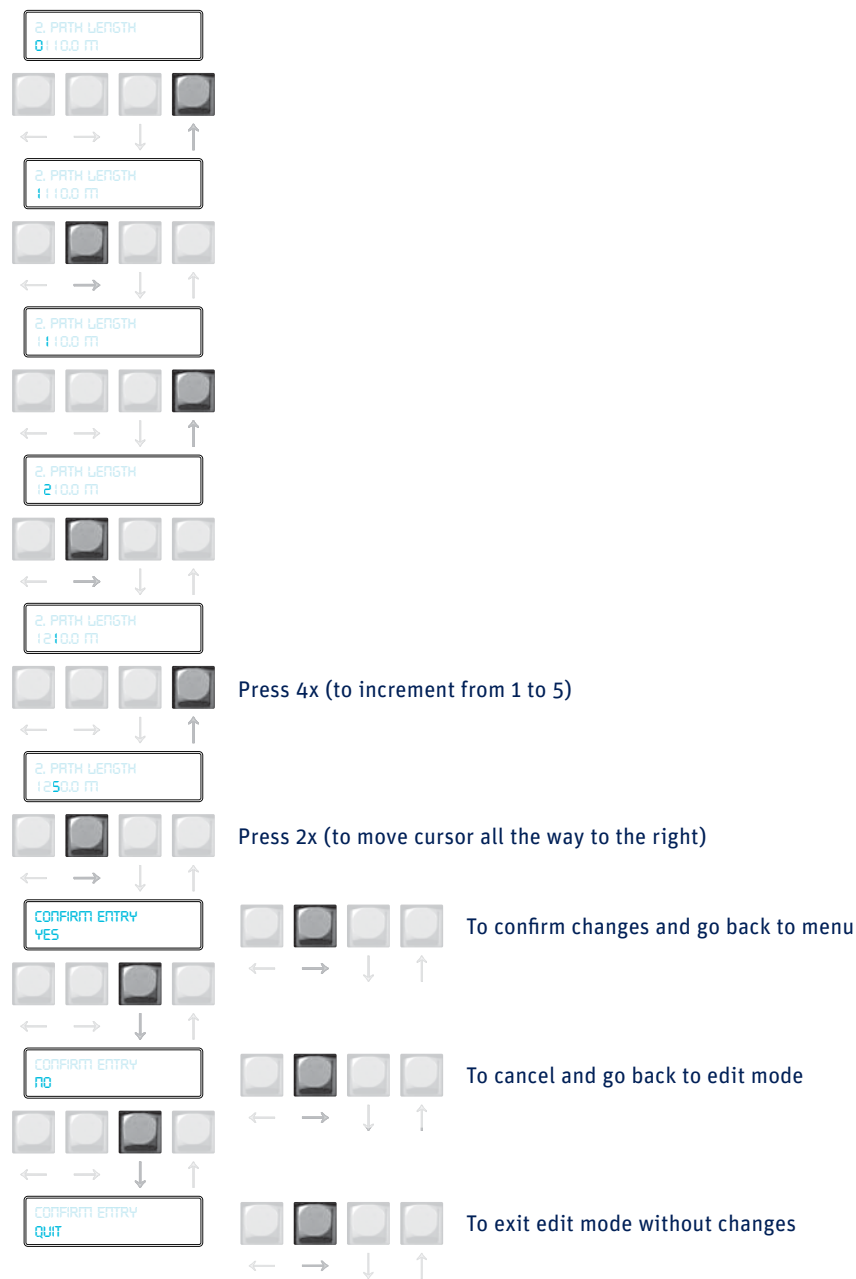 2. PATH LENGTH
0110.0 m
2. PATH LENGTH
1110.0 m
2. PATH LENGTH
1110.0 m
2. PATH LENGTH
1210.0 m
2. PATH LENGTH
1210.0 m
Press 4x (to increment from 1 to 5)
2. PATH LENGTH
1250.0 m
Press 2x (to move cursor all the way to the right)
CONFIRM ENTRY
YES
To confirm changes and go back to menu
CONFIRM ENTRY
NO
To cancel and go back to edit mode
CONFIRM ENTRY
QUIT
To exit edit mode without changes